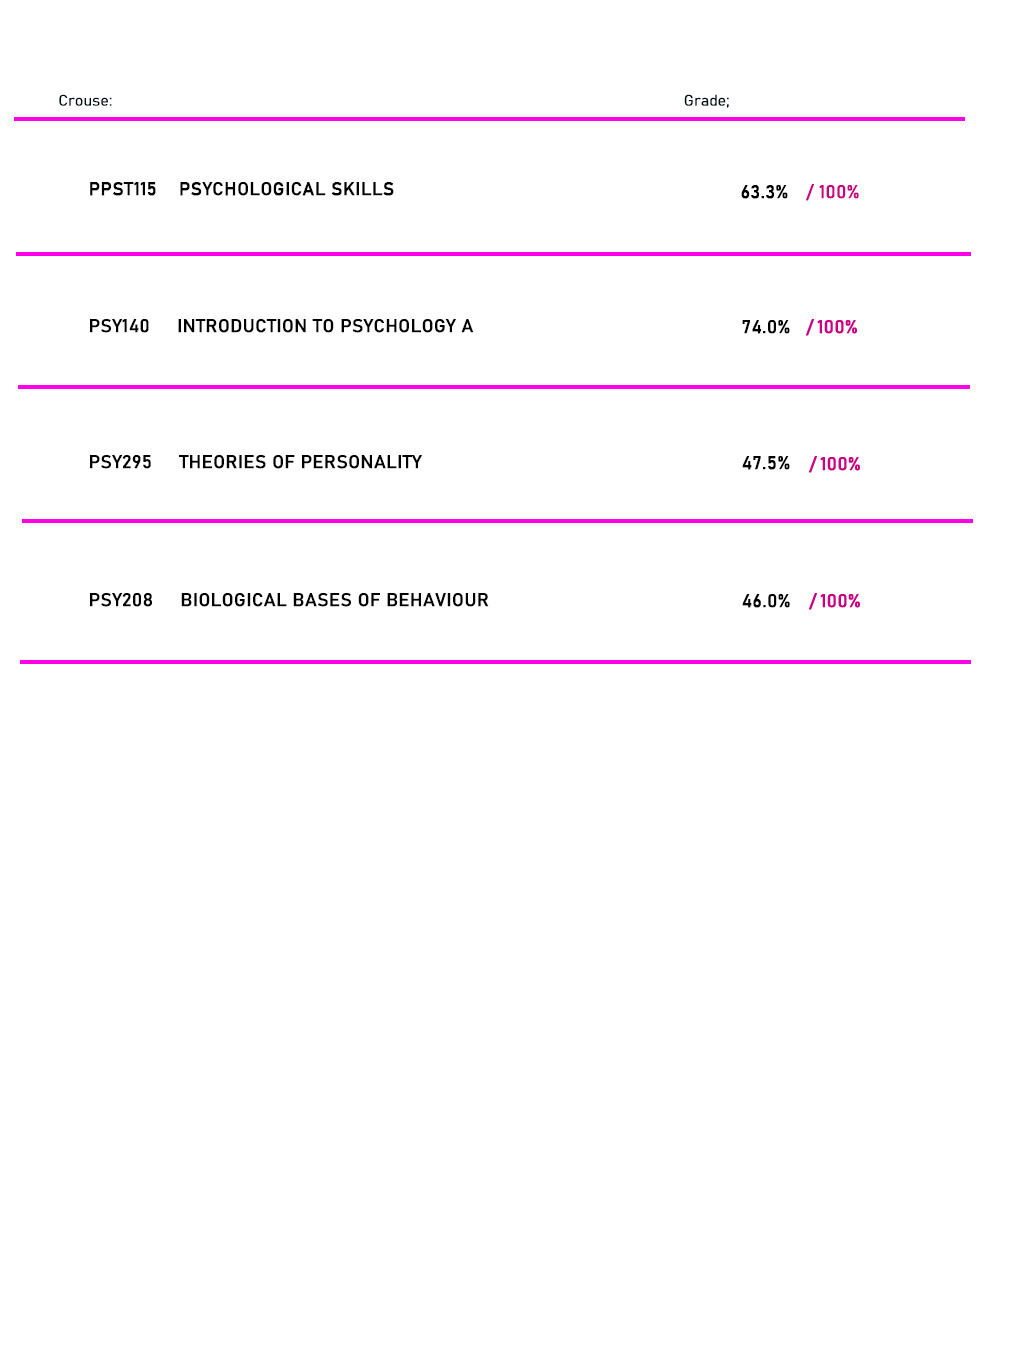 Crouse: Grade;
PPST115 PSYCHOLOGICAL SKILLS 63.3% / 100%
PSY140 INTRODUCTION TO PSYCHOLOGY A 74.0% / 100%
PSY295 THEORIES OF PERSONALITY 47.5% / 100%
PSY208 BIOLOGICAL BASES OF BEHAVIOUR 46.0% / 100%